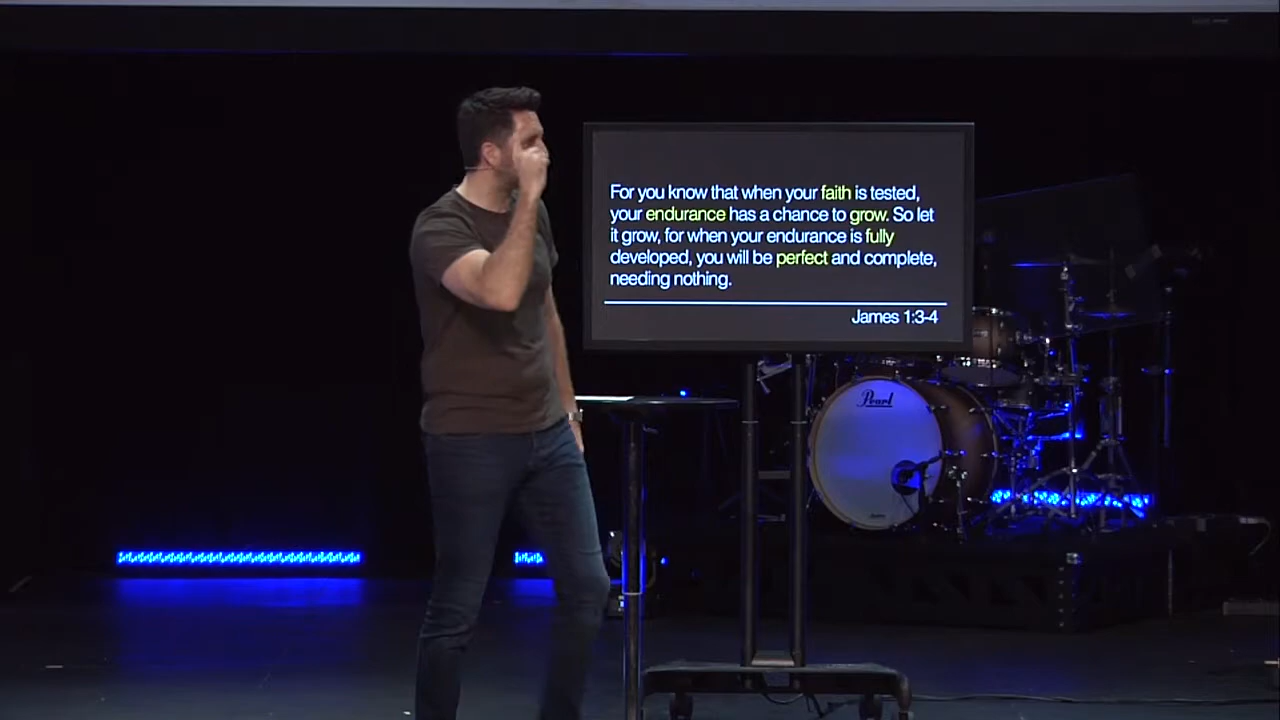 For you know that when your faith is tested,
your endurance has a chance to grow. So let
it grow, for when your endurance is fully
developed, you will be perfect and complete,
needing nothing.
James 1:3-4
Pearl